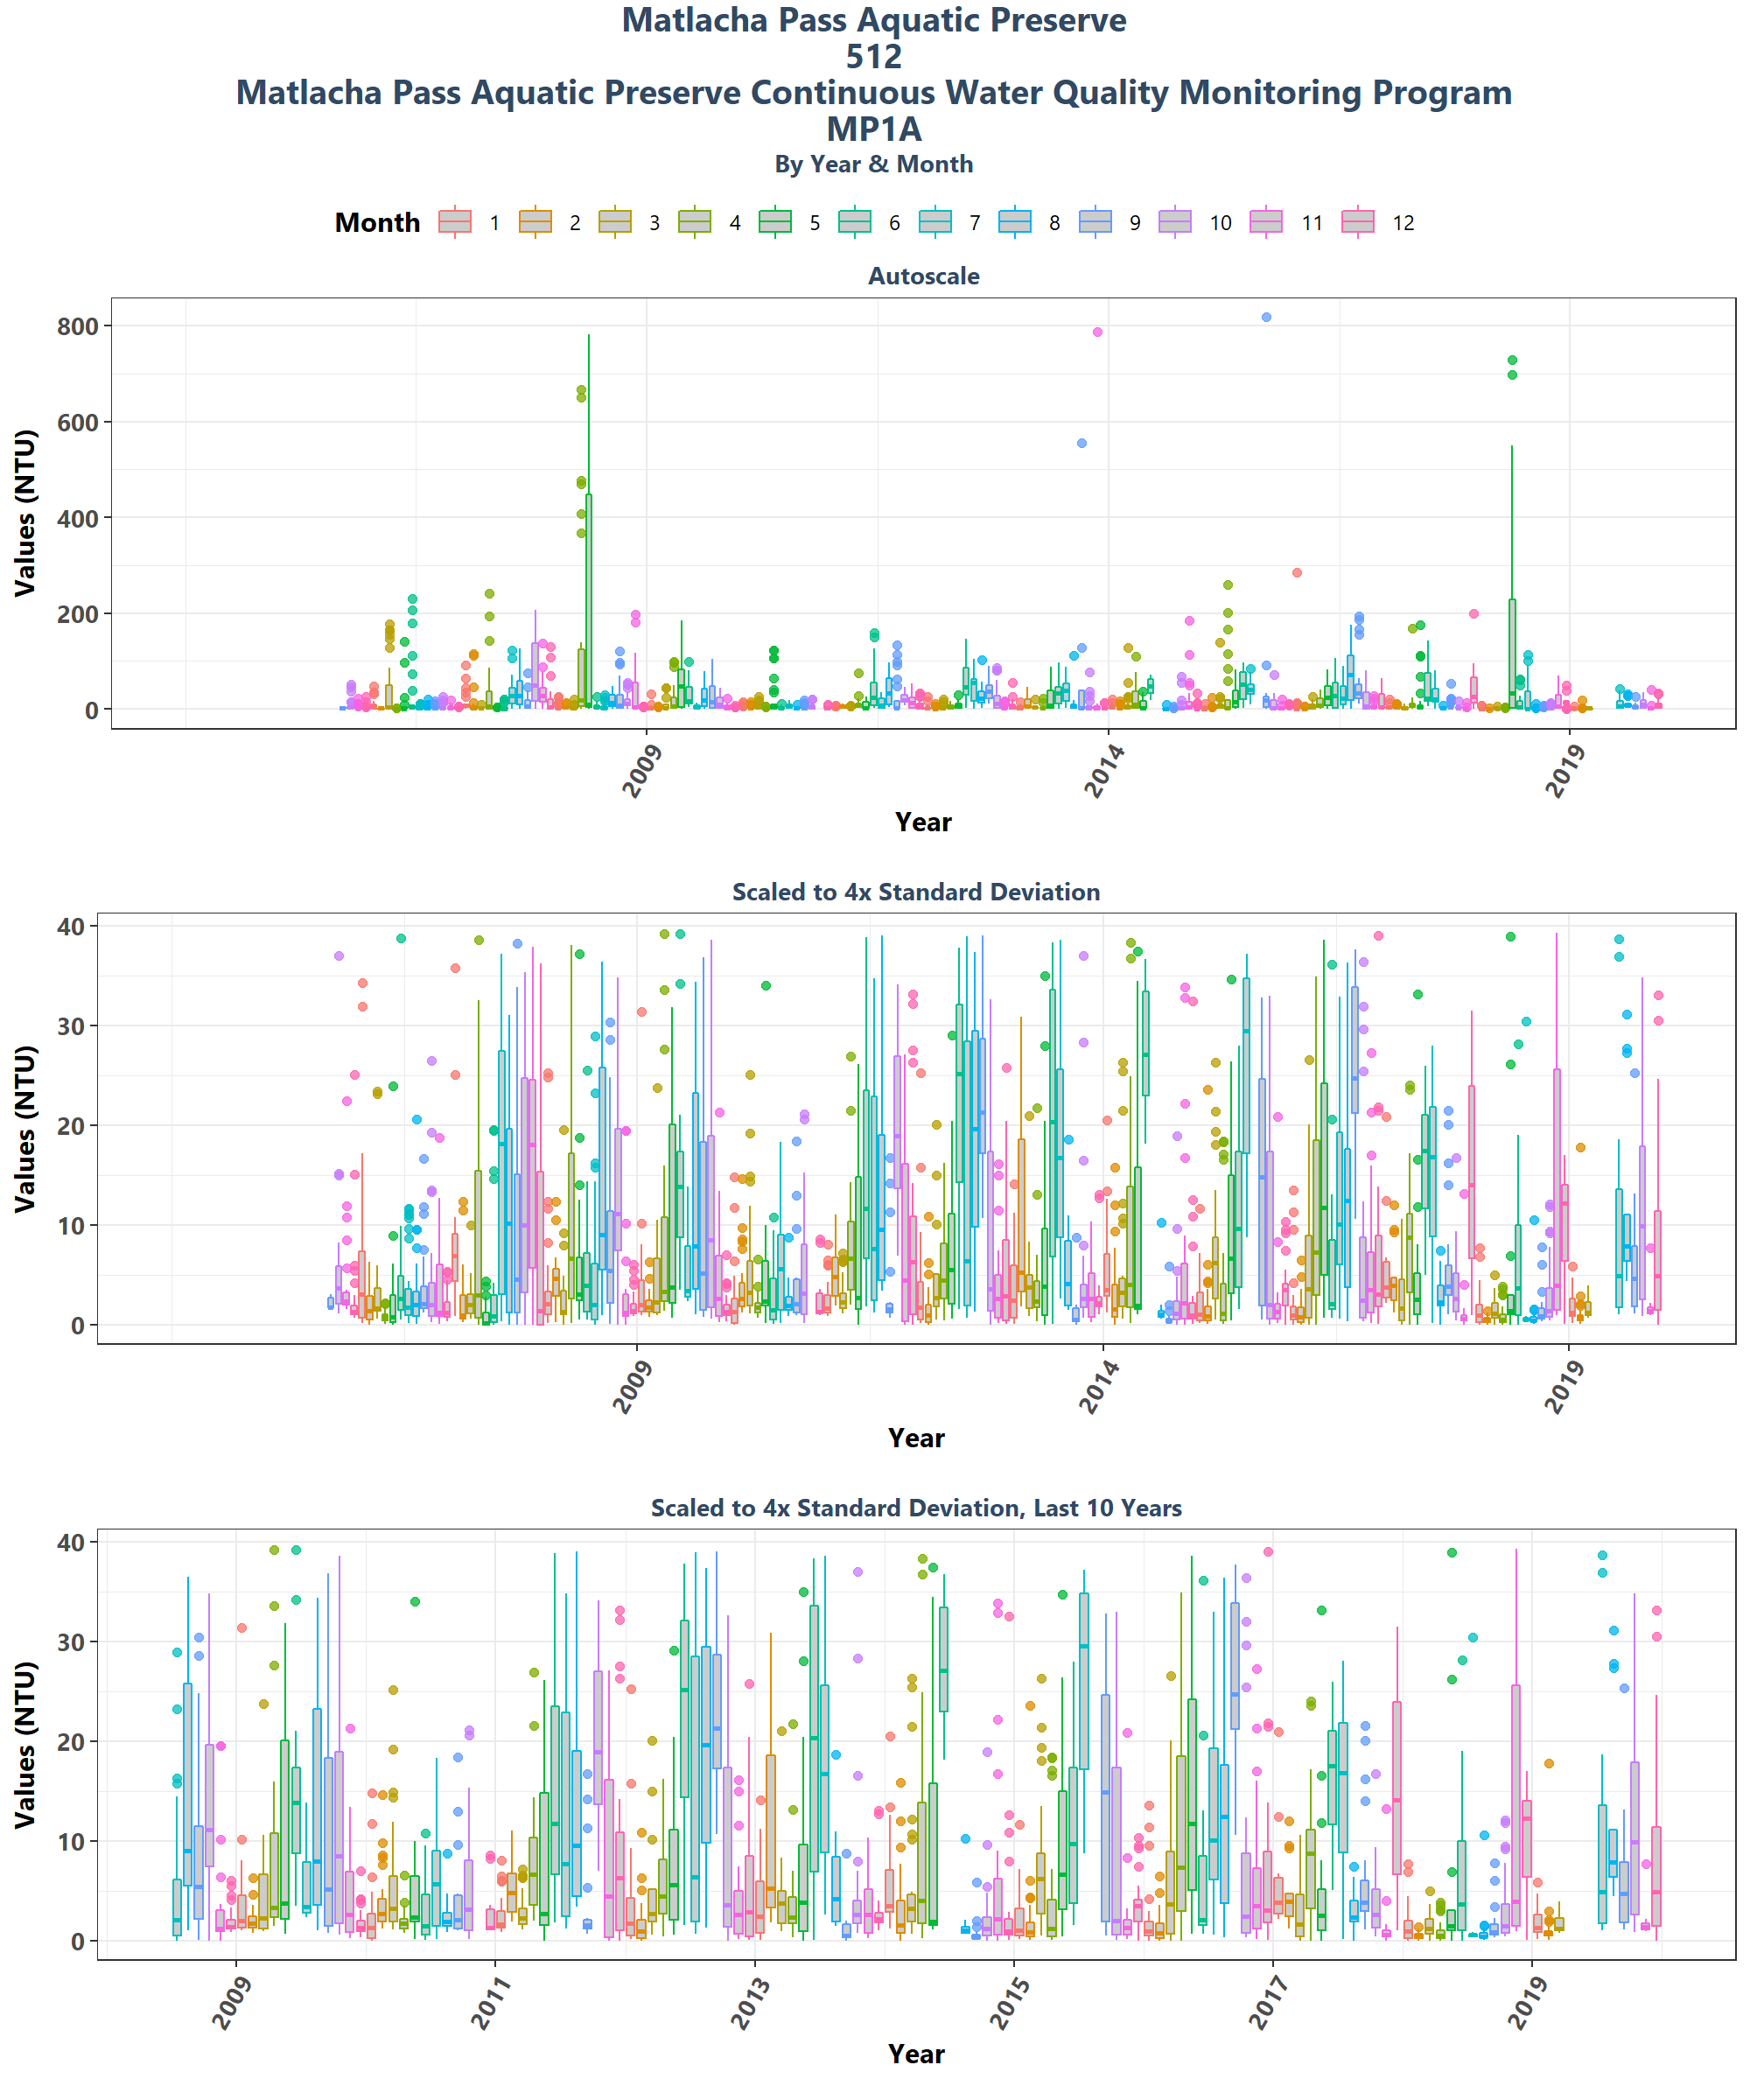 Matlacha Pass Aquatic Preserve
512
Matlacha Pass Aquatic Preserve Continuous Water Quality Monitoring Program
MP1A
By Year & Month
Month 1 2 3 4 5 6 7 8 9 10 11 12
Autoscale
Values (NTU)
800
600
400
200
0
2009 2014 2019
Year
Scaled to 4x Standard Deviation
Values (NTU)
40
30
20
10
0
2009 2014 2019
Year
Scaled to 4x Standard Deviation, Last 10 Years
Values (NTU)
40
30
20
10
0
2009 2011 2013 2015 2017 2019
Year